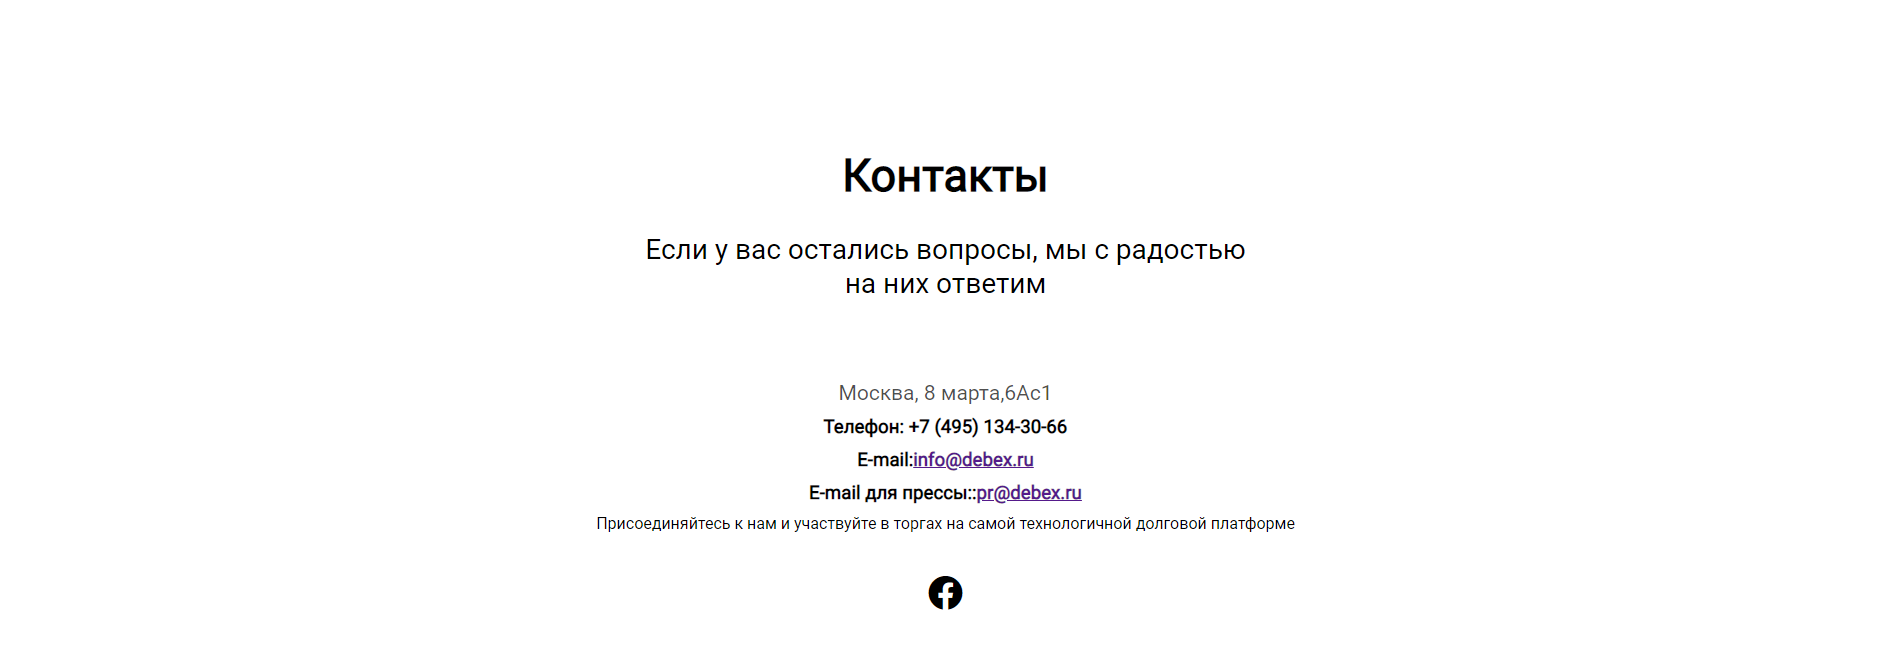 Контакты
Если у вас остались вопросы, мы с радостью
на них ответим
Москва, 8 марта,6Ас1
Телефон: +7 (495) 134-30-66
E-mail:info@debex.ru
E-mail для прессы::pr@debex.ru
Присоединяйтесь к нам и участвуйте в торгах на самой технологичной долговой платформе